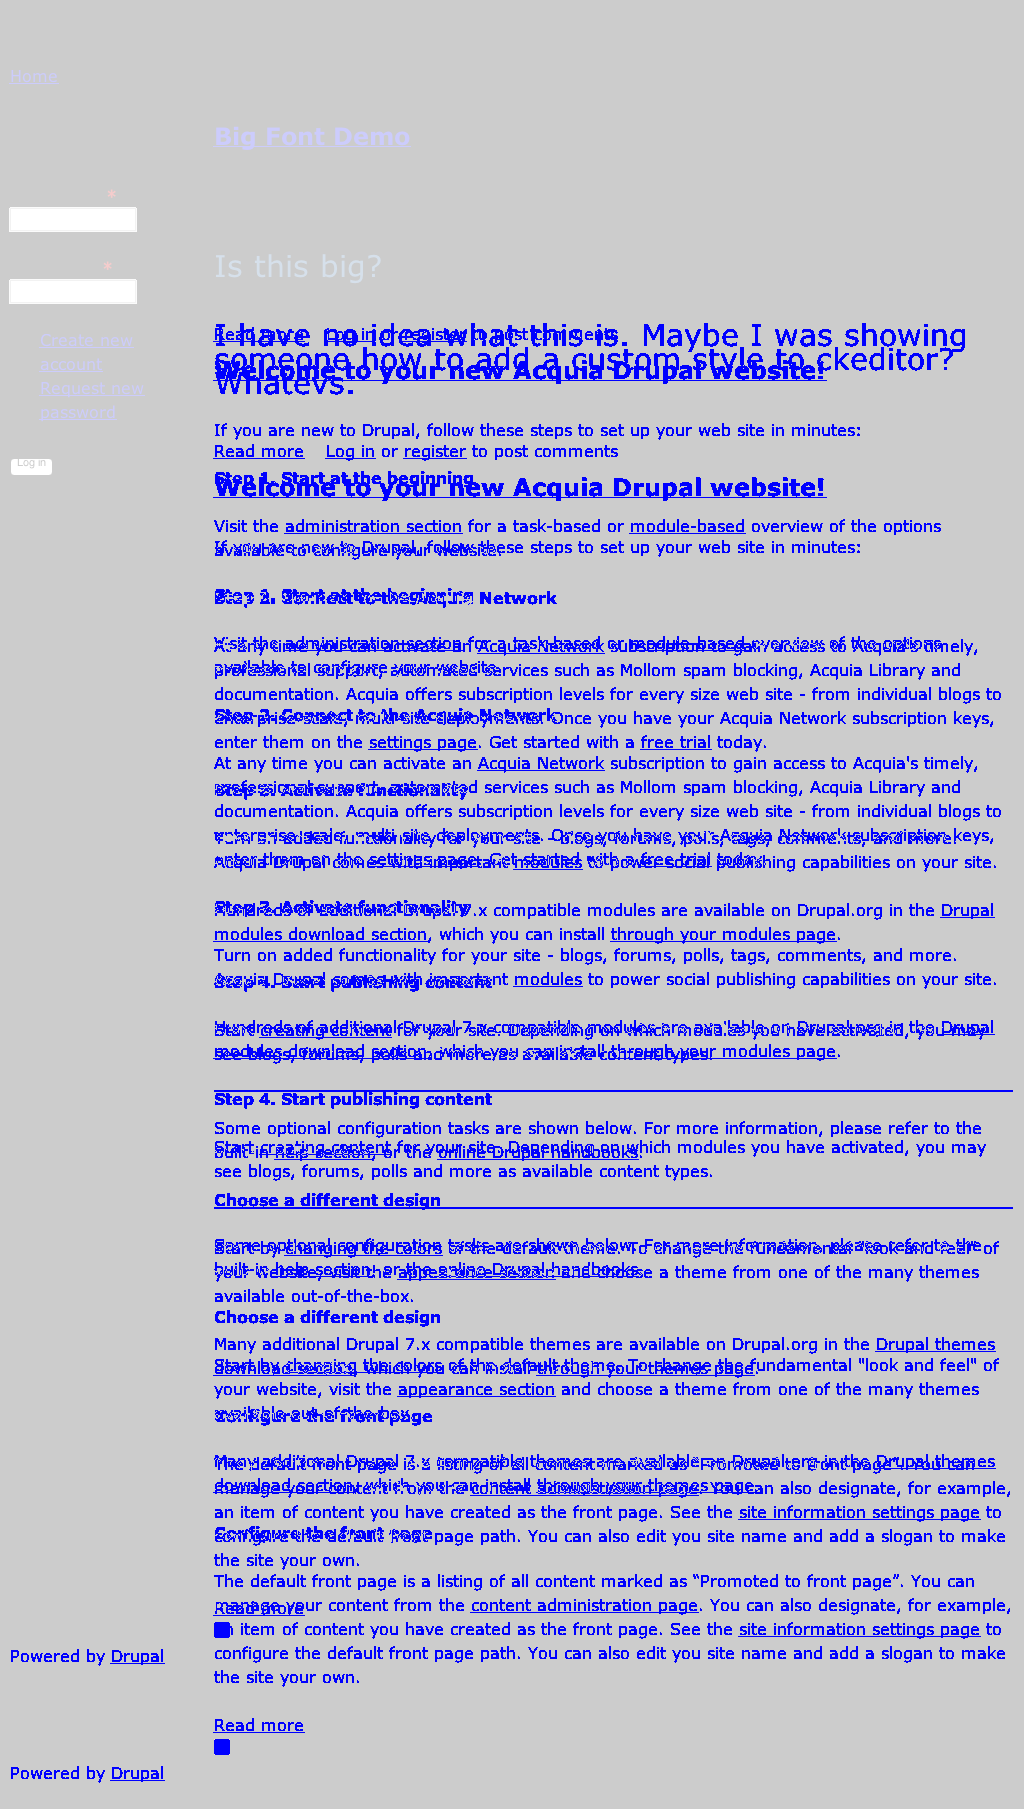 Home
Big Font Demo
*
*
Is this big?
Create new
account
Request new
password
Log in
I have no idea what this is. Maybe I was showing
someone how to add a custom style to ckeditor?
Whatevs.
Read more Log in or register to post comments
Welcome to your new Acquia Drupal website!
If you are new to Drupal, follow these steps to set up your web site in minutes:
Read more Log in or register to post comments
Step 1. Start at the beginning
Welcome to your new Acquia Drupal website!
Visit the administration section for a task-based or module-based overview of the options
available to configure your website.
If you are new to Drupal, follow these steps to set up your web site in minutes:
Step 1. Start at the beginning
Step 2. Connect to the Acquia Network
Visit the administration section for a task-based or module-based overview of the options
available to configure your website.
At any time you can activate an Acquia Network subscription to gain access to Acquia's timely,
professional support, automated services such as Mollom spam blocking, Acquia Library and
documentation. Acquia offers subscription levels for every size web site - from individual blogs to
enterprise-scale, multi-site deployments. Once you have your Acquia Network subscription keys,
enter them on the settings page. Get started with a free trial today.
Step 2. Connect to the Acquia Network
At any time you can activate an Acquia Network subscription to gain access to Acquia's timely,
professional support, automated services such as Mollom spam blocking, Acquia Library and
documentation. Acquia offers subscription levels for every size web site - from individual blogs to
enterprise-scale, multi-site deployments. Once you have your Acquia Network subscription keys,
enter them on the settings page. Get started with a free trial today.
Step 3. Activate functionality
Turn on added functionality for your site - blogs, forums, polls, tags, comments, and more.
Acquia Drupal comes with important modules to power social publishing capabilities on your site.
Step 3. Activate functionality
Hundreds of additional Drupal 7.x compatible modules are available on Drupal.org in the Drupal
modules download section, which you can install through your modules page.
Turn on added functionality for your site - blogs, forums, polls, tags, comments, and more.
Acquia Drupal comes with important modules to power social publishing capabilities on your site.
Step 4. Start publishing content
Hundreds of additional Drupal 7.x compatible modules are available on Drupal.org in the Drupal
modules download section, which you can install through your modules page.
Start creating content for your site. Depending on which modules you have activated, you may
see blogs, forums, polls and more as available content types.
Step 4. Start publishing content
Some optional configuration tasks are shown below. For more information, please refer to the
built-in help section, or the online Drupal handbooks.
Start creating content for your site. Depending on which modules you have activated, you may
see blogs, forums, polls and more as available content types.
Choose a different design
Some optional configuration tasks are shown below. For more information, please refer to the
built-in help section, or the online Drupal handbooks.
Start by changing the colors of the default theme. To change the fundamental "look and feel" of
your website, visit the appearance section and choose a theme from one of the many themes
available out-of-the-box.
Choose a different design
Many additional Drupal 7.x compatible themes are available on Drupal.org in the Drupal themes
download section, which you can install through your themes page.
Start by changing the colors of the default theme. To change the fundamental "look and feel" of
your website, visit the appearance section and choose a theme from one of the many themes
available out-of-the-box.
Configure the front page
Many additional Drupal 7.x compatible themes are available on Drupal.org in the Drupal themes
download section, which you can install through your themes page.
The default front page is a listing of all content marked as “Promoted to front page”. You can
manage your content from the content administration page. You can also designate, for example,
an item of content you have created as the front page. See the site information settings page to
configure the default front page path. You can also edit you site name and add a slogan to make
the site your own.
Configure the front page
The default front page is a listing of all content marked as “Promoted to front page”. You can
manage your content from the content administration page. You can also designate, for example,
an item of content you have created as the front page. See the site information settings page to
configure the default front page path. You can also edit you site name and add a slogan to make
the site your own.
Read more
Powered by Drupal
Read more
Powered by Drupal